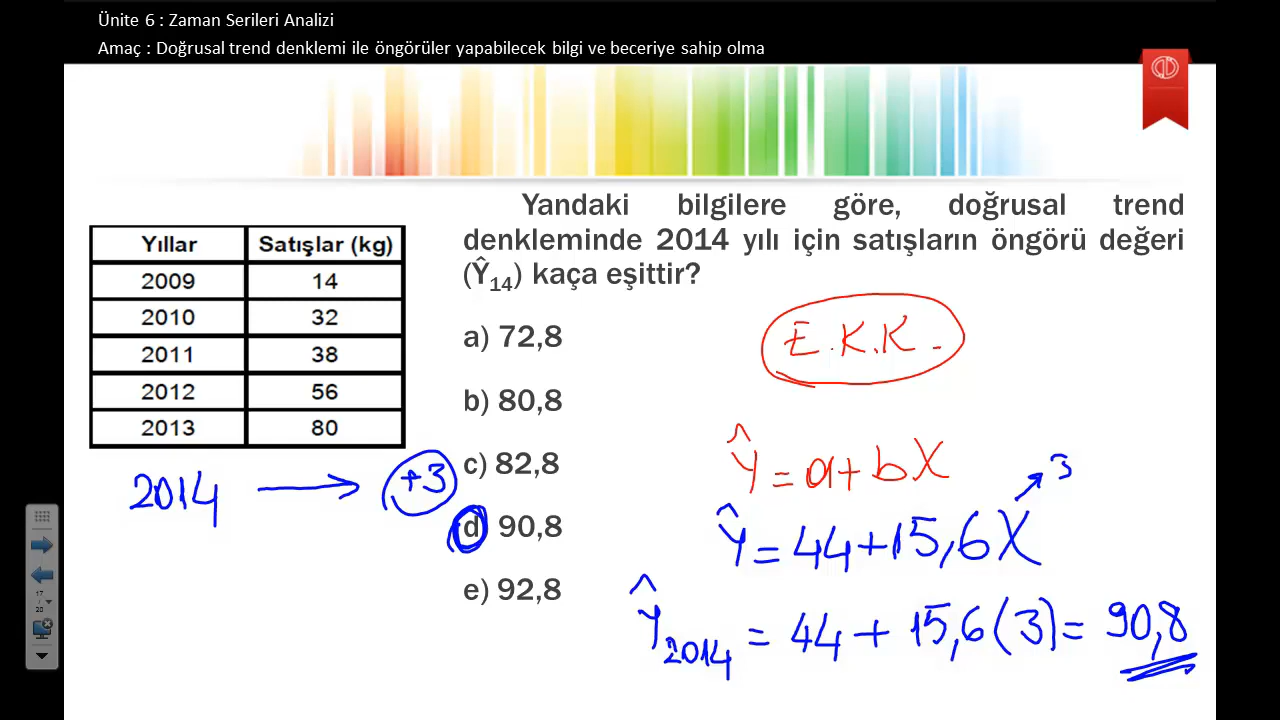 Ünite 6 : Zaman Serileri Analizi
Amaç : Doğrusal trend denklemi ile öngörüler yapabilecek bilgi ve beceriye sahip olma
Yandaki bilgilere göre, doğrusal trend
denkleminde 2014 yılı için satışların öngörü değeri
(Ŷ14) kaça eşittir?
Yıllar Satışlar (kg)
2009 14
2010 32
2011 38
2012 56
2013 80
2014 → +3
a) 72,8
b) 80,8
c) 82,8
d) 90,8
e) 92,8
E.K.K.
Ŷ = a + bX
3
Ŷ = 44 + 15,6X
Ŷ2014 = 44 + 15,6(3) = 90,8
17
20